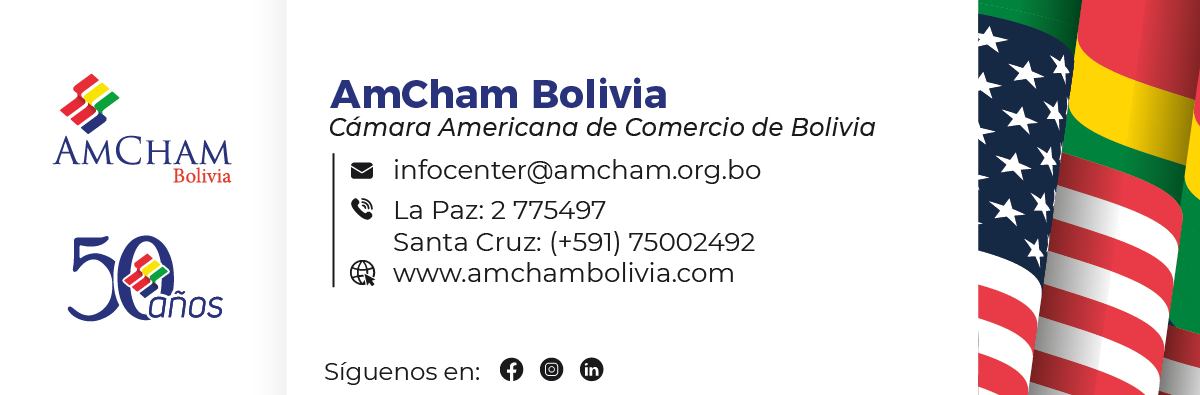 AMCHAM
Bolivia
50 años
AmCham Bolivia
Cámara Americana de Comercio de Bolivia
infocenter@amcham.org.bo
La Paz: 2 775497
Santa Cruz: (+591) 75002492
www.amchambolivia.com
Síguenos en: